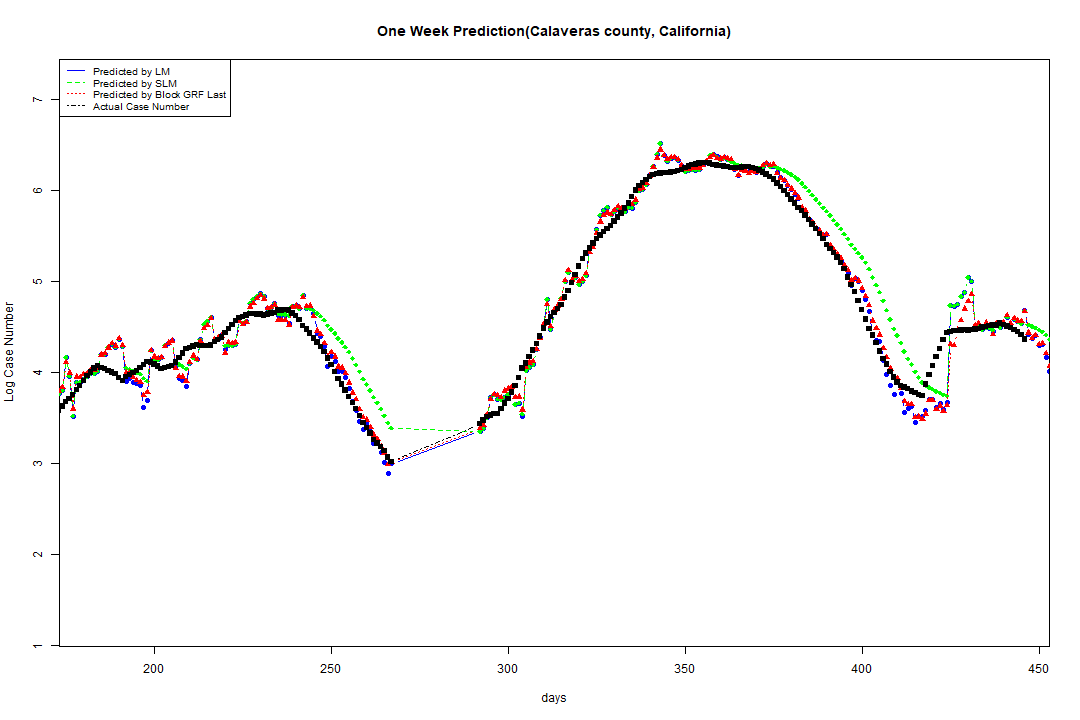 One Week Prediction(Calaveras county, California)
Predicted by LM
Predicted by SLM
Predicted by Block GRF Last
Actual Case Number
Log Case Number
7
6
5
4
3
2
1
200 250 300 350 400 450
days